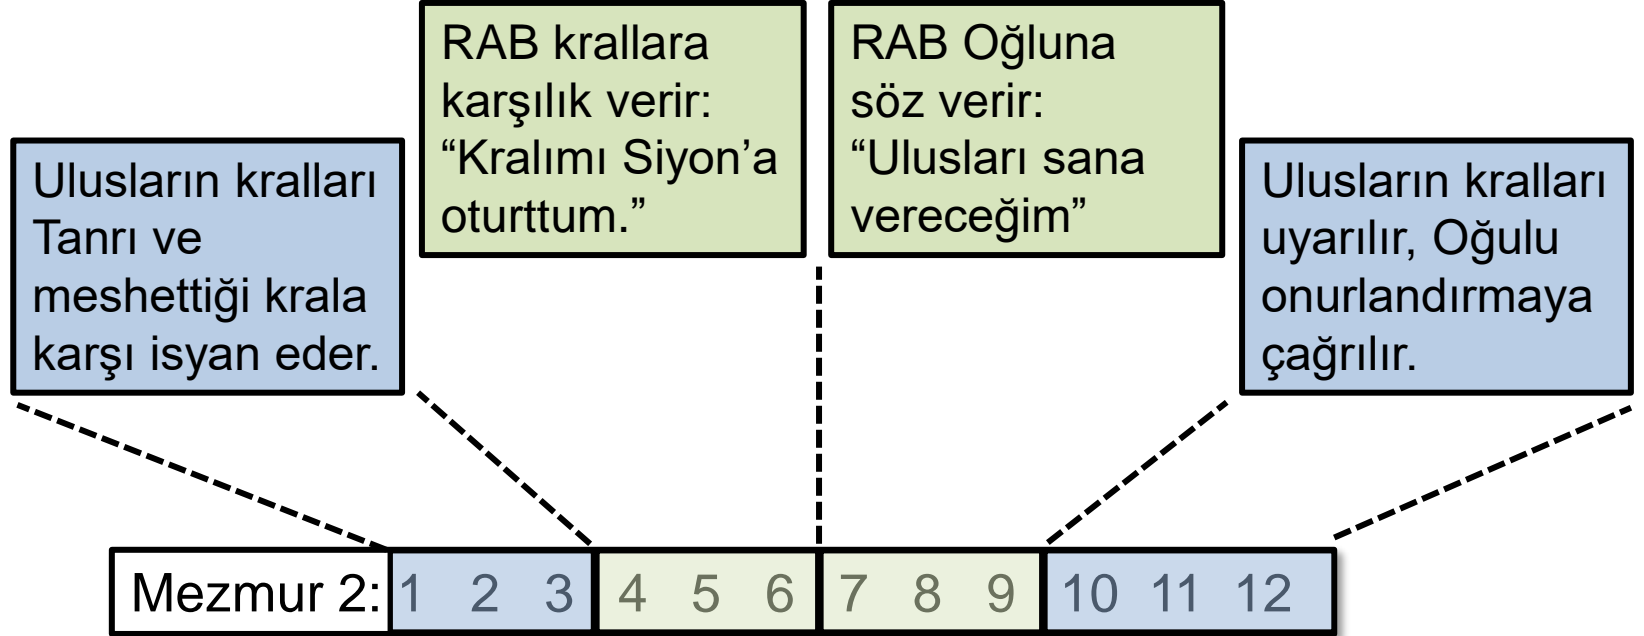 Ulusların kralları
Tanrı ve
meshettiği krala
karşı isyan eder.
RAB krallara
karşılık verir:
“Kralımı Siyon’a
oturttum.”
RAB Oğluna
söz verir:
“Ulusları sana
vereceğim”
Ulusların kralları
uyarılır, Oğulu
onurlandırmaya
çağrılır.
Mezmur 2: 1 2 3 4 5 6 7 8 9 10 11 12